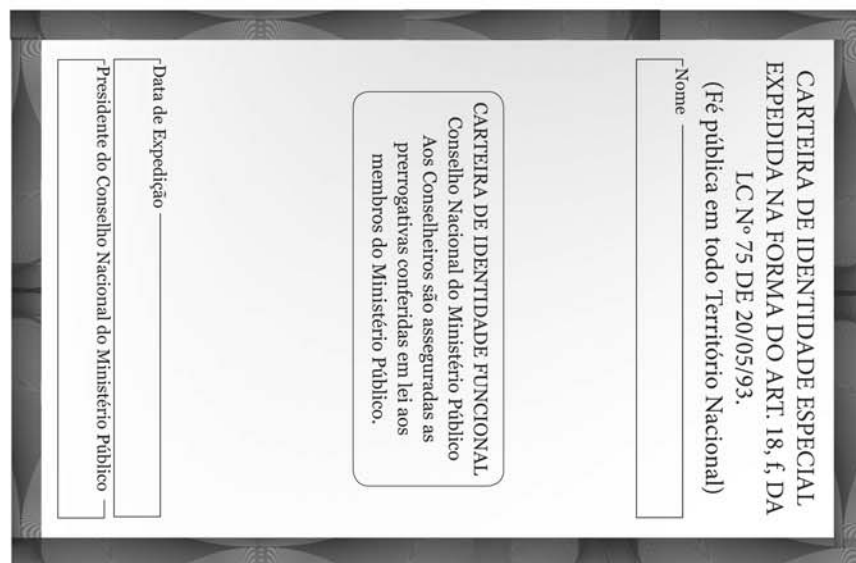 CARTEIRA DE IDENTIDADE ESPECIAL
EXPEDIDA NA FORMA DO ART. 18, f, DA
LC Nº 75 DE 20/05/93.
(Fé pública em todo Território Nacional)
Nome
CARTEIRA DE IDENTIDADE FUNCIONAL
Conselho Nacional do Ministério Público
Aos Conselheiros são asseguradas as
prerrogativas conferidas em lei aos
membros do Ministério Público.
Data de Expedição
Presidente do Conselho Nacional do Ministério Público